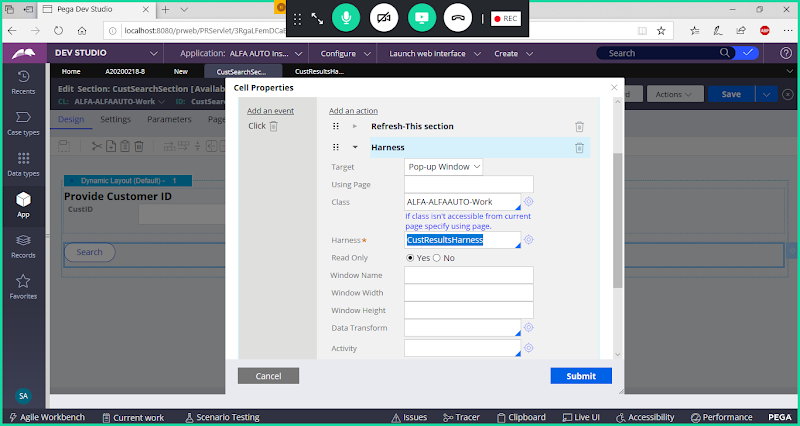 Pega Dev Studio
REC
localhost:8080/prweb/PRServlet/3RgaLFemDCaE
DEV STUDIO
Application: ALFA AUTO Ins...
Configure
Launch web interface
Create
Search
Home
A20200218-8
New
CustSearchSec...
CustResultsHa...
Recents
Case types
Data types
App
Records
Favorites
SA
Edit Section: CustSearchSection [Availab
CL: ALFA-ALFAAUTO-Work
ID: CustSear
Actions
Save
Design
Settings
Parameters
Page
Dynamic Layout (Default) - 1
Provide Customer ID
CustID
Search
Cell Properties
Add an event
Click
Add an action
Refresh-This section
Harness
Target
Pop-up Window
Using Page
Class
ALFA-ALFAAUTO-Work
If class isn't accessible from current
page specify using page.
Harness*
CustResultsHarness
Read Only
Yes
No
Window Name
Window Width
Window Height
Data Transform
Activity
Cancel
Submit
Agile Workbench
Current work
Scenario Testing
Issues
Tracer
Clipboard
Live UI
Accessibility
Performance
PEGA